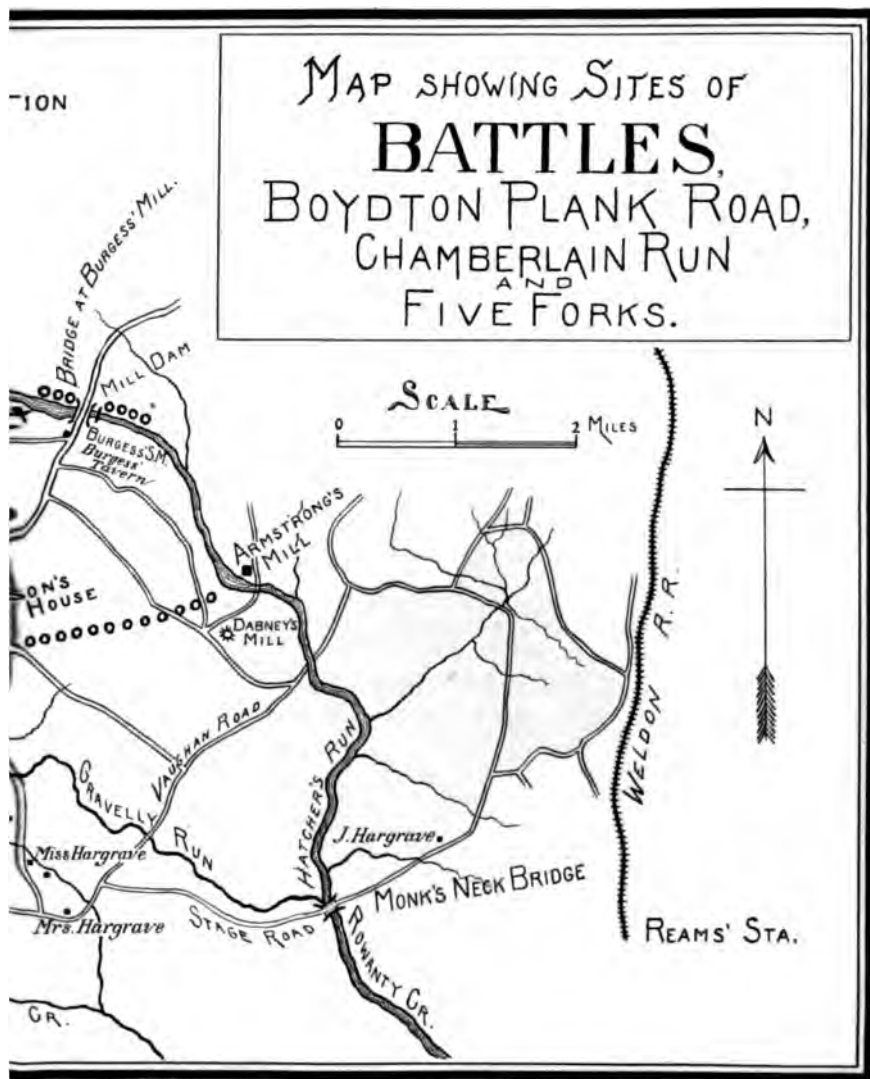 MAP SHOWING SITES OF
BATTLES,
BOYDTON PLANK ROAD,
CHAMBERLAIN RUN
AND
FIVE FORKS.
TION
BRIDGE AT BURGESS' MILL.
MILL DAM
BURGESS' S.M.
Burgess'
Tavern
SCALE
0 1 2 MILES
N
ARMSTRONG'S
MILL
ON'S
HOUSE
DABNEY'S
MILL
WELDON R.R.
VAUGHAN ROAD
HATCHER'S RUN
GRAVELLY RUN
J. Hargrave
Miss Hargrave
MONK'S NECK BRIDGE
Mrs. Hargrave
STAGE ROAD
ROWANTY CR.
REAMS' STA.
CR.